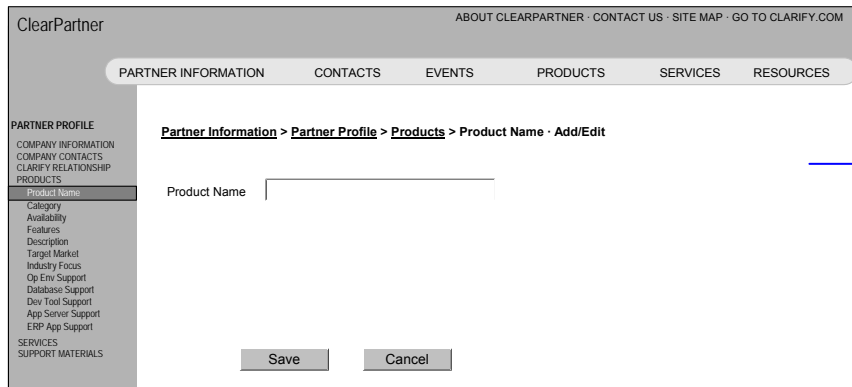 ClearPartner
ABOUT CLEARPARTNER · CONTACT US · SITE MAP · GO TO CLARIFY.COM
PARTNER INFORMATION CONTACTS EVENTS PRODUCTS SERVICES RESOURCES
PARTNER PROFILE
COMPANY INFORMATION
COMPANY CONTACTS
CLARIFY RELATIONSHIP
PRODUCTS
Product Name
Category
Availability
Features
Description
Target Market
Industry Focus
Op Env Support
Database Support
Dev Tool Support
App Server Support
ERP App Support
SERVICES
SUPPORT MATERIALS
Partner Information > Partner Profile > Products > Product Name · Add/Edit
Product Name
Save Cancel